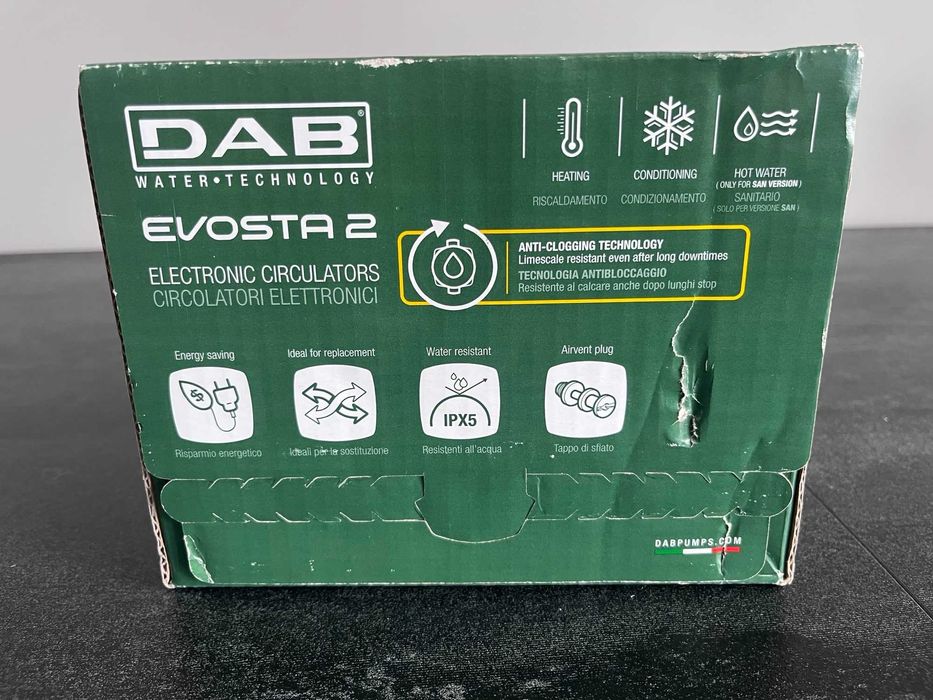 DAB®
WATER•TECHNOLOGY
EVOSTA 2
ELECTRONIC CIRCULATORS
CIRCOLATORI ELETTRONICI
HEATING
RISCALDAMENTO
CONDITIONING
CONDIZIONAMENTO
HOT WATER
( ONLY FOR SAN VERSION )
SANITARIO
( SOLO PER VERSIONE SAN )
ANTI-CLOGGING TECHNOLOGY
Limescale resistant even after long downtimes
TECNOLOGIA ANTIBLOCCAGGIO
Resistente al calcare anche dopo lunghi stop
Energy saving
Risparmio energetico
Ideal for replacement
Ideali per la sostituzione
Water resistant
IPX5
Resistenti all'acqua
Airvent plug
Tappo di sfiato
DABPUMPS.COM